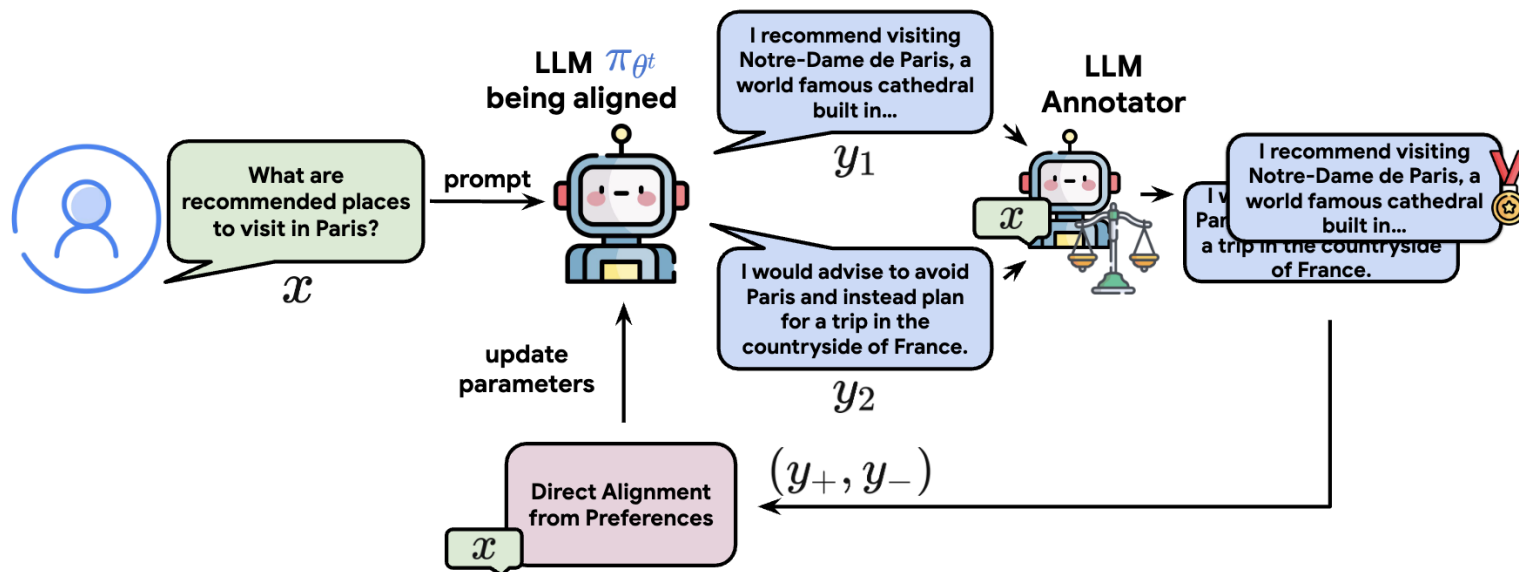 LLM π_θ^t
being aligned
What are
recommended places
to visit in Paris?
x
prompt
I recommend visiting
Notre-Dame de Paris, a
world famous cathedral
built in...
y₁
I would advise to avoid
Paris and instead plan
for a trip in the
countryside of France.
y₂
LLM
Annotator
x
I recommend visiting
Notre-Dame de Paris, a
world famous cathedral
built in...
I w
Par
a trip in the countryside
of France.
(y₊, y₋)
Direct Alignment
from Preferences
x
update
parameters